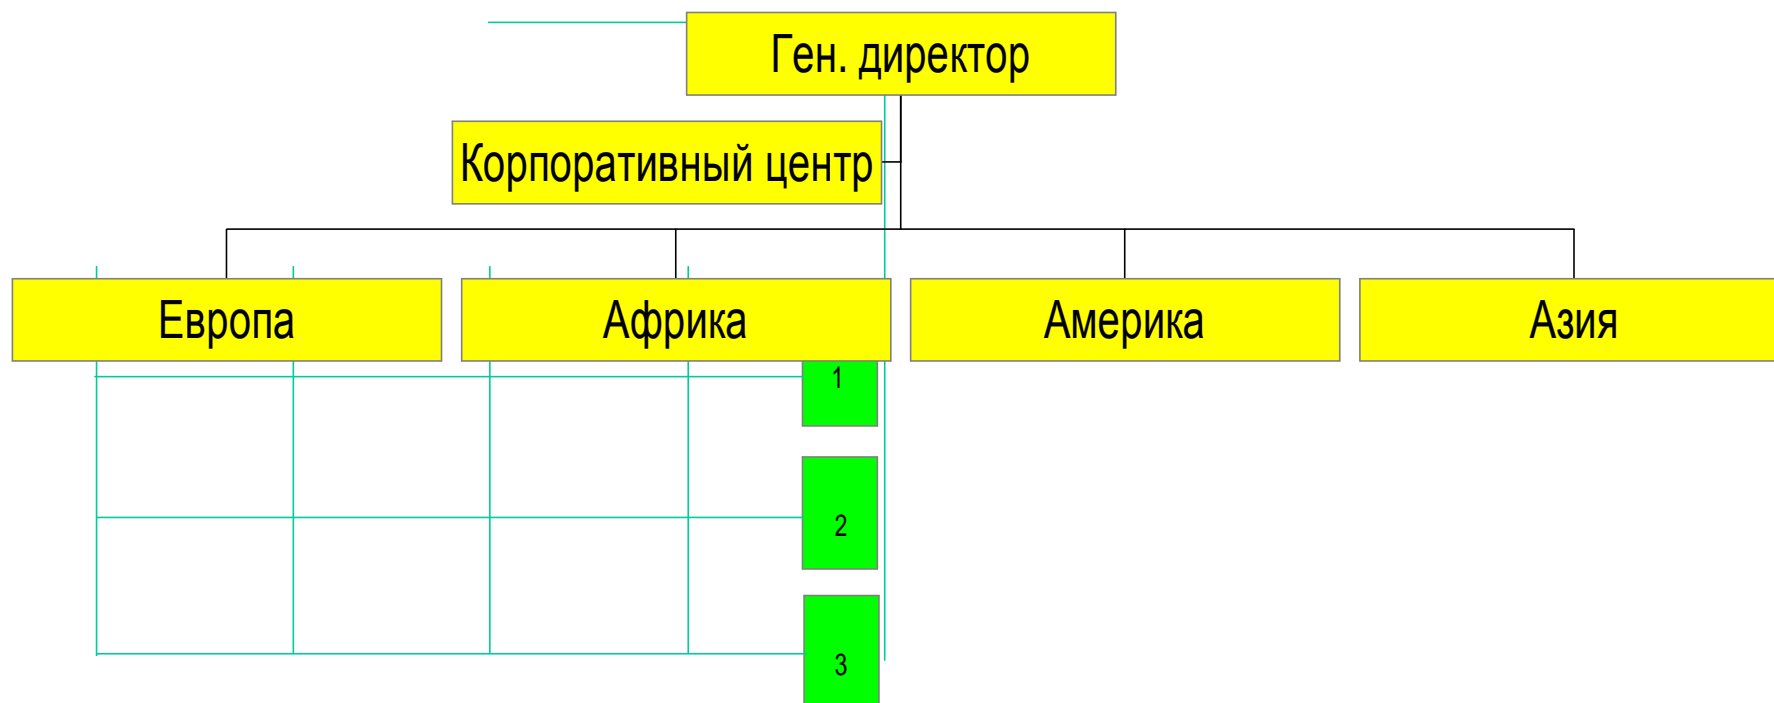 Ген. директор
Корпоративный центр
Европа
Африка
Америка
Азия
1
2
3